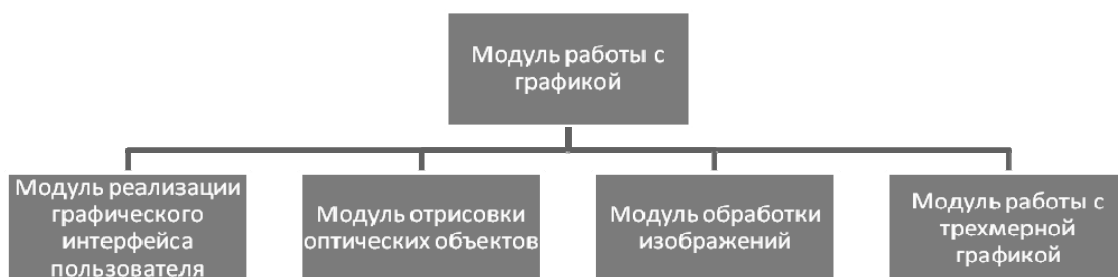 Модуль работы с
графикой
Модуль реализации
графического
интерфейса
пользователя
Модуль отрисовки
оптических объектов
Модуль обработки
изображений
Модуль работы с
трехмерной
графикой